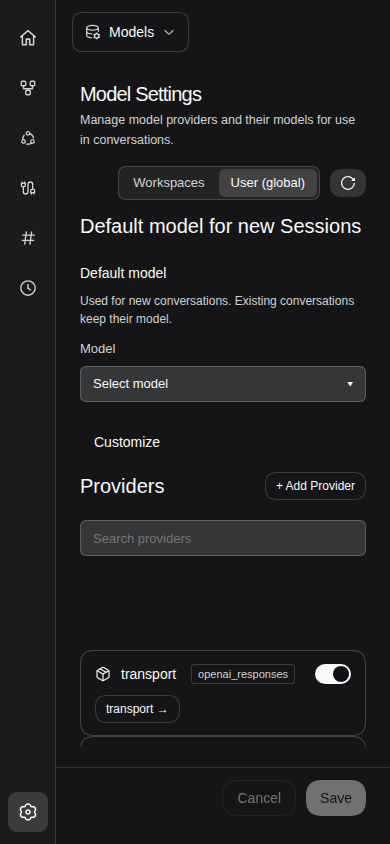 Models
Model Settings
Manage model providers and their models for use
in conversations.
Workspaces
User (global)
Default model for new Sessions
Default model
Used for new conversations. Existing conversations
keep their model.
Model
Select model
Customize
Providers
+ Add Provider
Search providers
transport
openai_responses
transport →
Cancel
Save